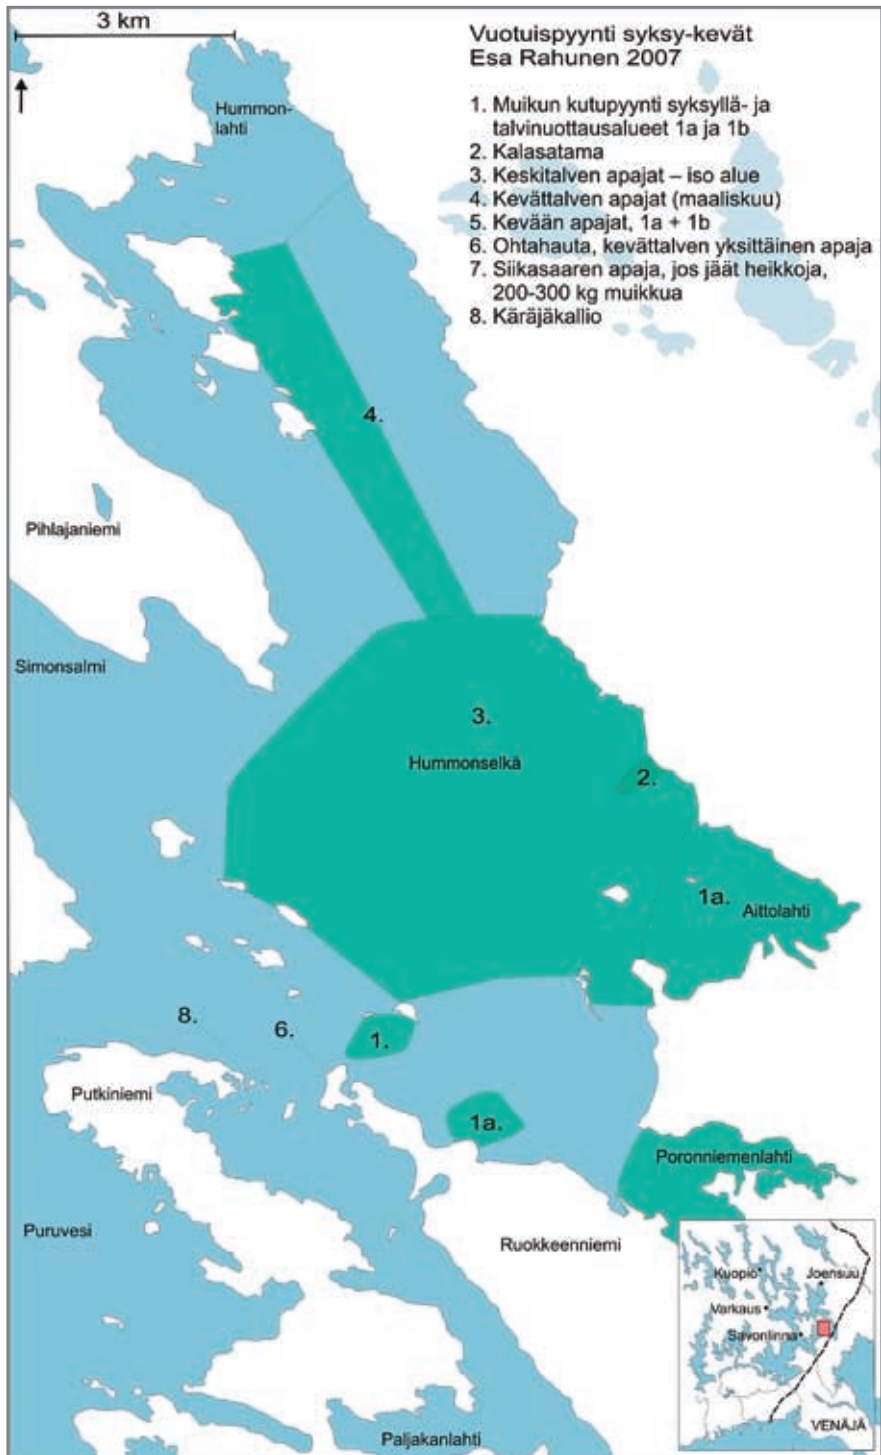 3 km
Vuotuispyynti syksy-kevät
Esa Rahunen 2007
1. Muikun kutupyynti syksyllä- ja
talvinuottausalueet 1a ja 1b
2. Kalasatama
3. Keskitalven apajat – iso alue
4. Kevättalven apajat (maaliskuu)
5. Kevään apajat, 1a + 1b
6. Ohtahauta, kevättalven yksittäinen apaja
7. Siikasaaren apaja, jos jäät heikkoja,
200-300 kg muikkua
8. Käräjäkallio
Hummon-
lahti
4.
Pihlajaniemi
Simonsalmi
3.
Hummonselkä
2.
1a.
Aittolahti
8.
6.
1.
Putkiniemi
1a.
Poronniemenlahti
Puruvesi
Ruokkeenniemi
Kuopio
Joensuu
Varkaus
Savonlinna
VENÄJÄ
Paljakanlahti